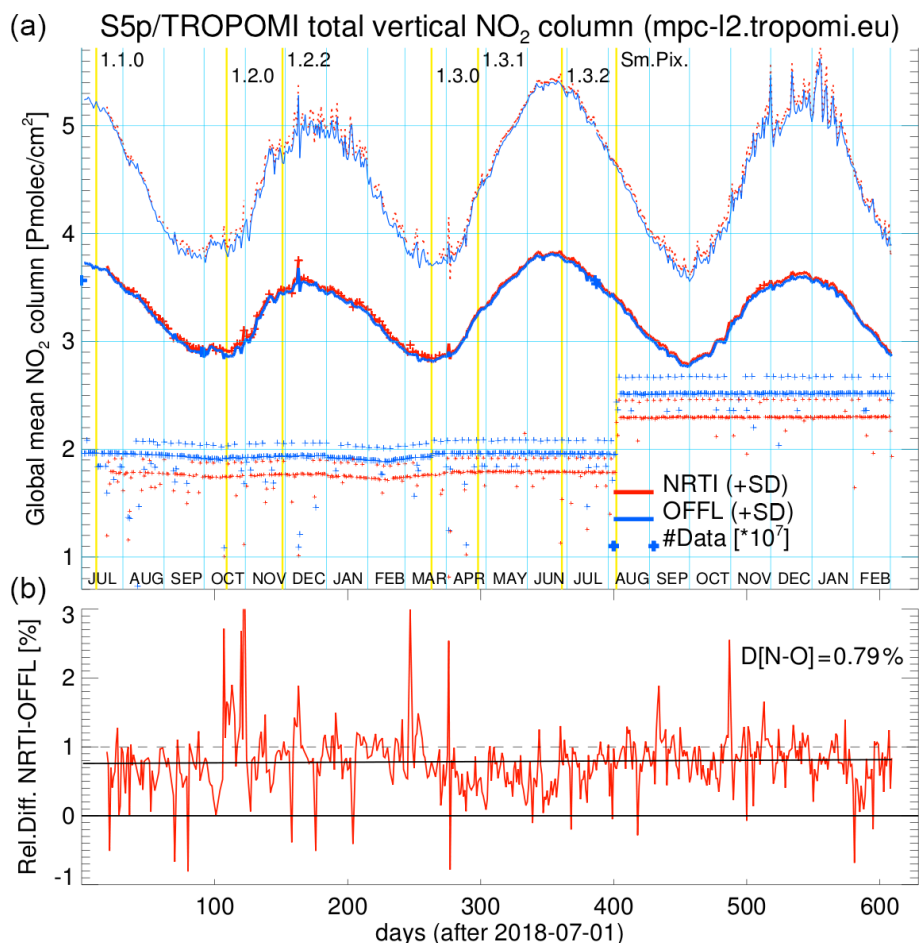 (a) S5p/TROPOMI total vertical NO₂ column (mpc-l2.tropomi.eu)
1.1.0 1.2.2 1.3.1 Sm.Pix.
1.2.0 1.3.0 1.3.2
Global mean NO₂ column [Pmolec/cm²]
5
4
3
2
1
NRTI (+SD)
OFFL (+SD)
#Data [*10⁷]
JUL AUG SEP OCT NOV DEC JAN FEB MAR APR MAY JUN JUL AUG SEP OCT NOV DEC JAN FEB
(b)
Rel.Diff. NRTI-OFFL [%]
3
2
1
0
-1
D[N-O]=0.79%
100 200 300 400 500 600
days (after 2018-07-01)